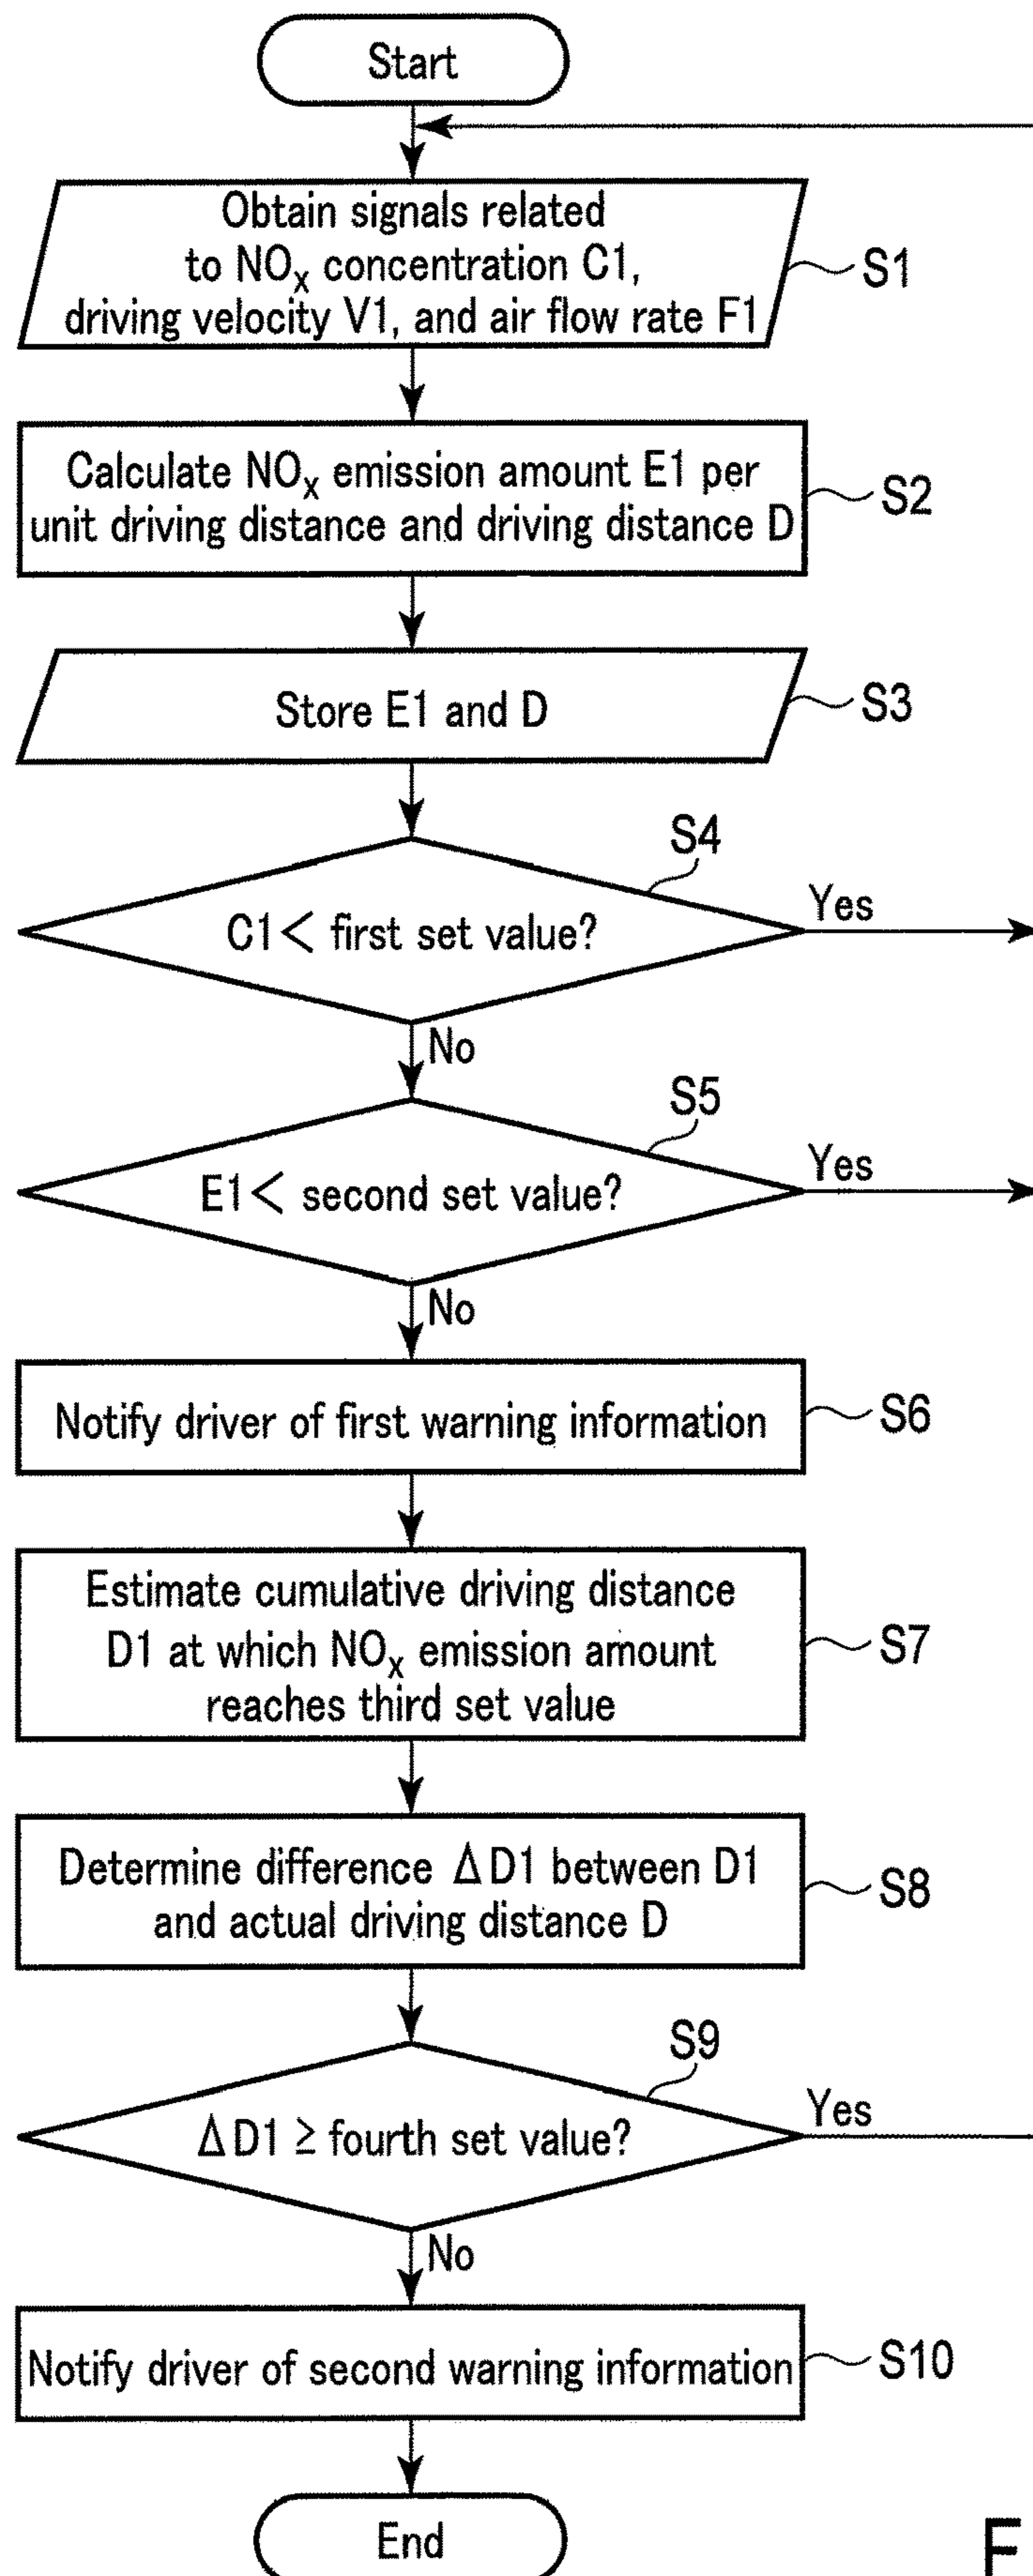 Start
Obtain signals related
to NOx concentration C1,
driving velocity V1, and air flow rate F1
S1
Calculate NOx emission amount E1 per
unit driving distance and driving distance D
S2
Store E1 and D
S3
S4
C1 < first set value?
Yes
No
S5
E1 < second set value?
Yes
No
Notify driver of first warning information
S6
Estimate cumulative driving distance
D1 at which NOx emission amount
reaches third set value
S7
Determine difference ΔD1 between D1
and actual driving distance D
S8
S9
ΔD1 ≥ fourth set value?
Yes
No
Notify driver of second warning information
S10
End
F